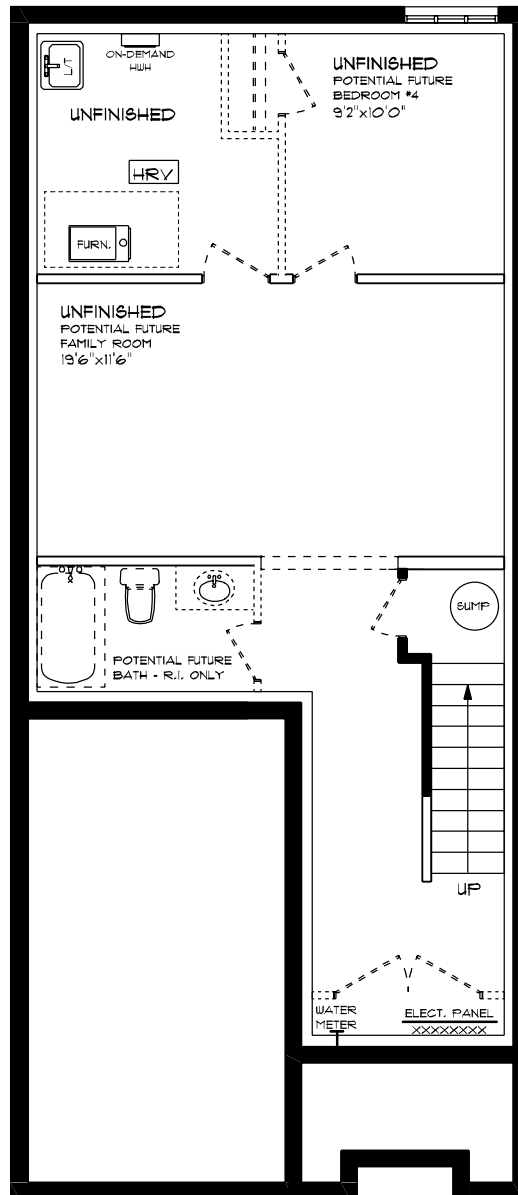 L/T
ON-DEMAND
HWH
UNFINISHED
UNFINISHED
POTENTIAL FUTURE
BEDROOM #4
9'2"x10'0"
HRV
FURN.
UNFINISHED
POTENTIAL FUTURE
FAMILY ROOM
19'6"x11'6"
SUMP
POTENTIAL FUTURE
BATH - R.I. ONLY
UP
WATER
METER
ELECT. PANEL
XXXXXXXX